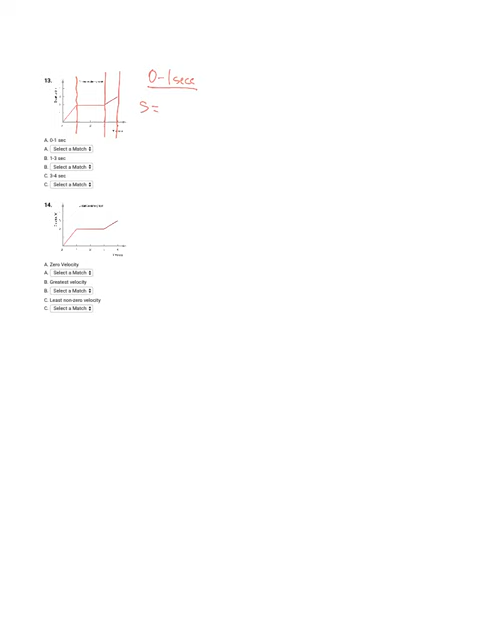 13.
0-1 secs
S=
A. 0-1 sec
A. Select a Match
B. 1-3 sec
B. Select a Match
C. 3-4 sec
C. Select a Match
14.
A. Zero Velocity
A. Select a Match
B. Greatest velocity
B. Select a Match
C. Least non-zero velocity
C. Select a Match